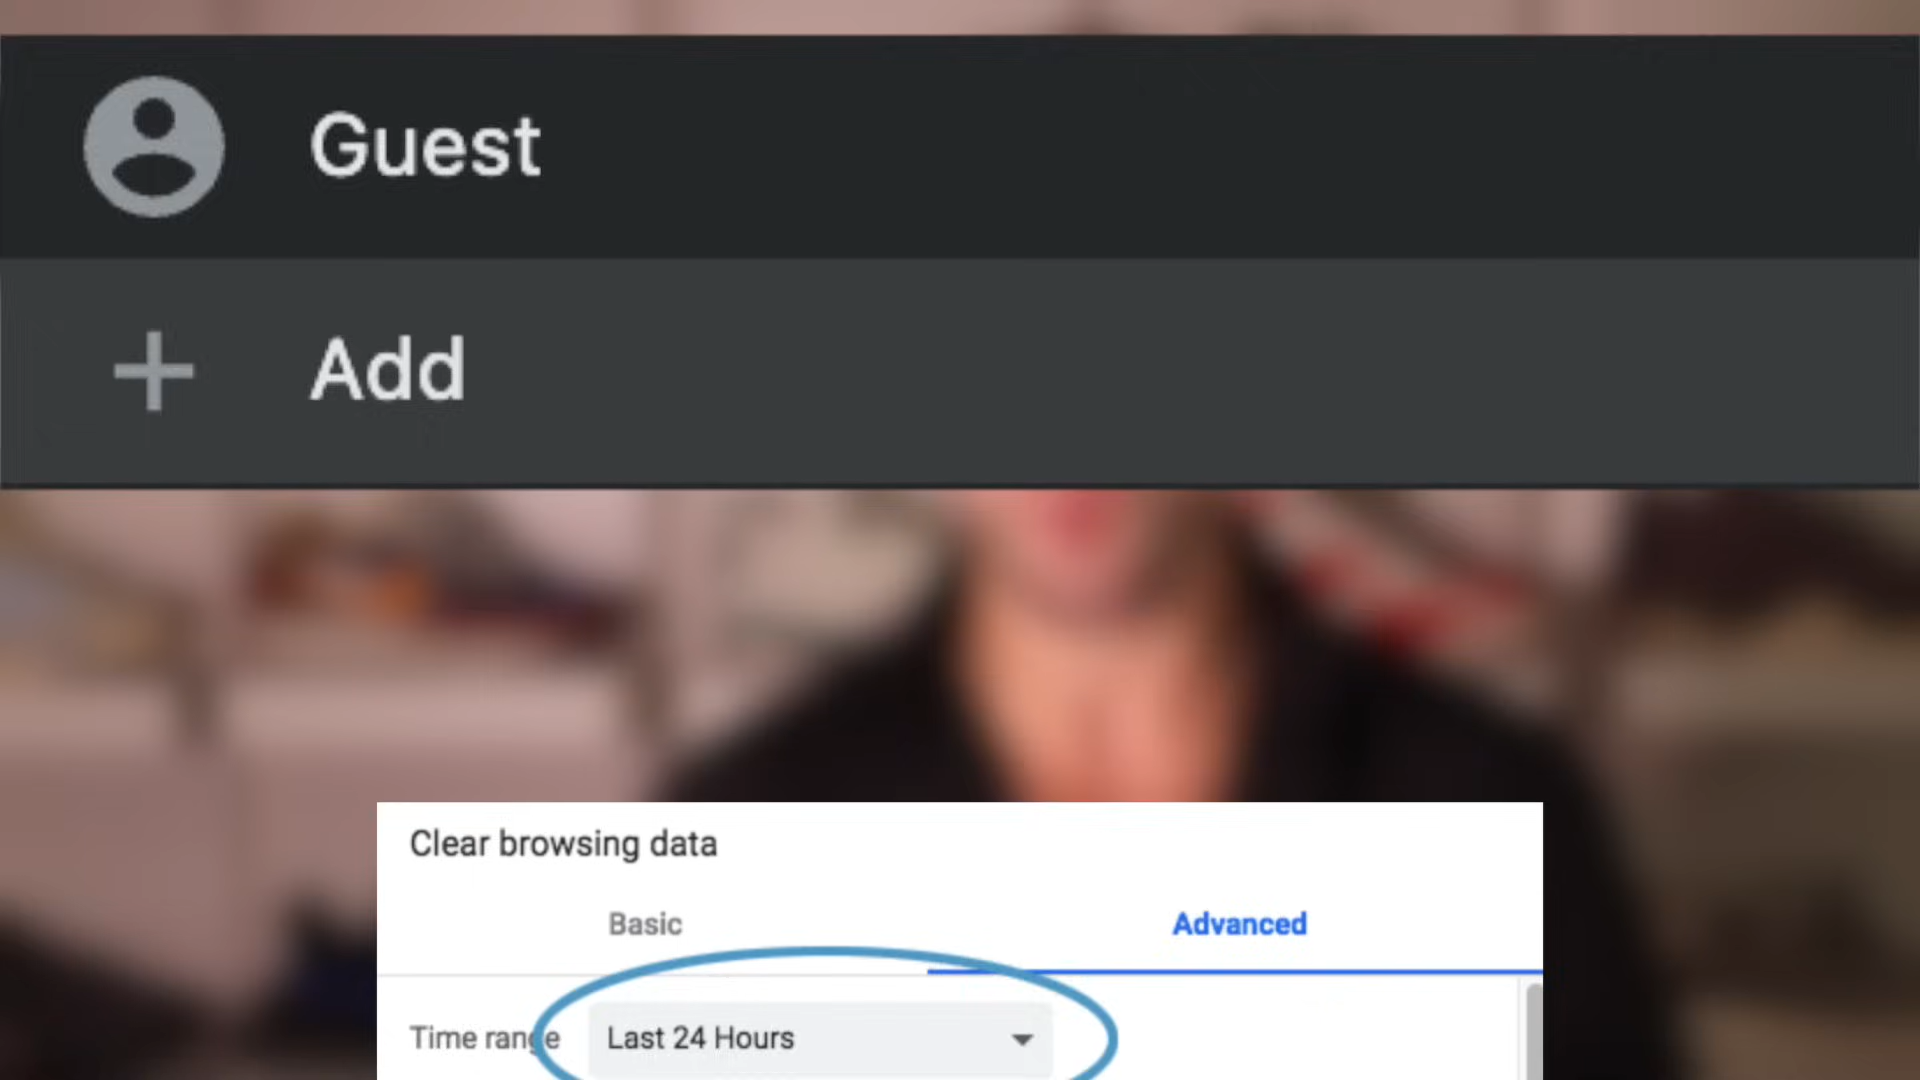 Guest
Add
Clear browsing data
Basic Advanced
Time range Last 24 Hours